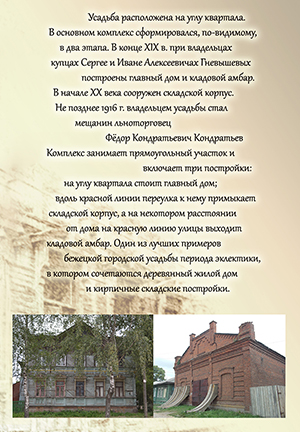 Усадьба расположена на углу квартала.
В основном комплекс сформировался, по-видимому,
в два этапа. В конце XIX в. при владельцах
купцах Сергее и Иване Алексеевичах Гневышевых
построены главный дом и кладовой амбар.
В начале XX века сооружен складской корпус.
Не позднее 1916 г. владельцем усадьбы стал
мещанин льноторговец
Фёдор Кондратьевич Кондратьев
Комплекс занимает прямоугольный участок и
включает три постройки:
на углу квартала стоит главный дом;
вдоль красной линии переулка к нему примыкает
складской корпус, а на некотором расстоянии
от дома на красную линию улицы выходит
кладовой амбар. Один из лучших примеров
бежецкой городской усадьбы периода эклектики,
в котором сочетаются деревянный жилой дом
и кирпичные складские постройки.